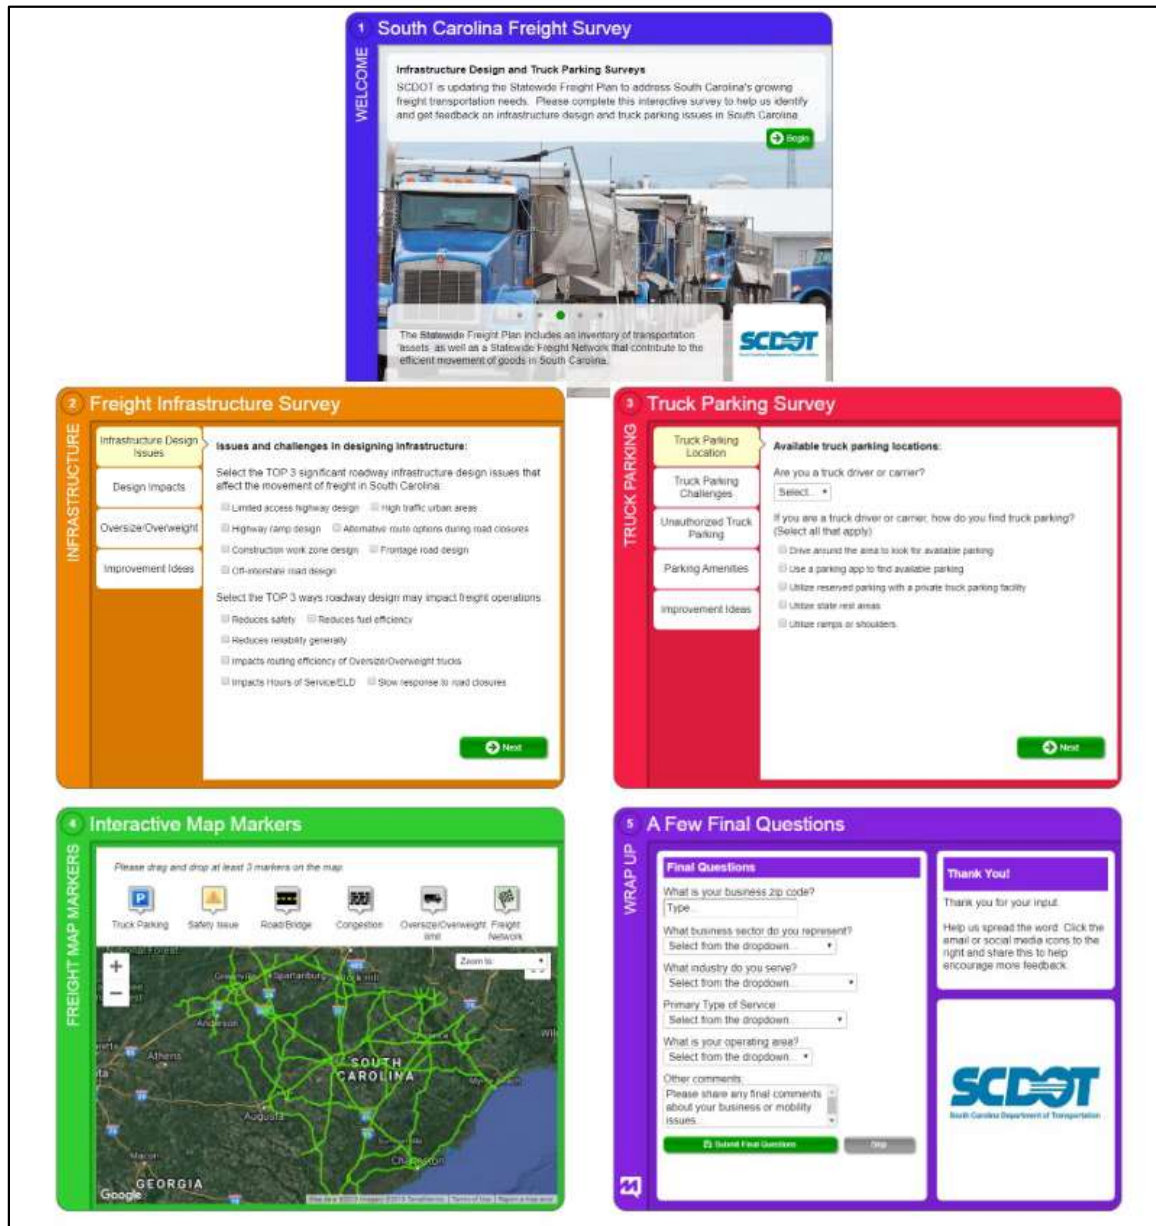 1 South Carolina Freight Survey
WELCOME
Infrastructure Design and Truck Parking Surveys
SCDOT is updating the Statewide Freight Plan to address South Carolina's growing
freight transportation needs. Please complete this interactive survey to help us identify
and get feedback on infrastructure design and truck parking issues in South Carolina.
Begin
The Statewide Freight Plan includes an inventory of transportation
assets, as well as a Statewide Freight Network that contribute to the
efficient movement of goods in South Carolina.
SCDOT
South Carolina Department of Transportation
2 Freight Infrastructure Survey
INFRASTRUCTURE
Infrastructure Design
Issues
Design Impacts
Oversize/Overweight
Improvement Ideas
Issues and challenges in designing infrastructure:
Select the TOP 3 significant roadway infrastructure design issues that
affect the movement of freight in South Carolina:
Limited access highway design High traffic urban areas
Highway ramp design Alternative route options during road closures
Construction work zone design Frontage road design
Off-interstate road design
Select the TOP 3 ways roadway design may impact freight operations
Reduces safety Reduces fuel efficiency
Reduces reliability generally
Impacts routing efficiency of Oversize/Overweight trucks
Impacts Hours of Service/ELD Slow response to road closures
Next
3 Truck Parking Survey
TRUCK PARKING
Truck Parking
Location
Truck Parking
Challenges
Unauthorized Truck
Parking
Parking Amenities
Improvement Ideas
Available truck parking locations:
Are you a truck driver or carrier?
Select...
If you are a truck driver or carrier, how do you find truck parking?
(Select all that apply)
Drive around the area to look for available parking
Use a parking app to find available parking
Utilize reserved parking with a private truck parking facility
Utilize state rest areas
Utilize ramps or shoulders.
Next
4 Interactive Map Markers
FREIGHT MAP MARKERS
Please drag and drop at least 3 markers on the map.
P
Truck Parking Safety Issue Road/Bridge Congestion Oversize/Overweight Freight
limit Network
+
−
Zoom to
Greenville Spartanburg Rock Hill
Anderson
Athens
SOUTH
CAROLINA
Augusta
Macon
Charleston
GEORGIA
Google
Terms of Use Report a map error
5 A Few Final Questions
WRAP UP
Final Questions
What is your business zip code?
Type...
What business sector do you represent?
Select from the dropdown...
What industry do you serve?
Select from the dropdown...
Primary Type of Service
Select from the dropdown...
What is your operating area?
Select from the dropdown...
Other comments:
Please share any final comments
about your business or mobility
issues...
Submit Final Questions
Skip
Thank You!
Thank you for your input.
Help us spread the word. Click the
email or social media icons to the
right and share this to help
encourage more feedback.
SCDOT
South Carolina Department of Transportation